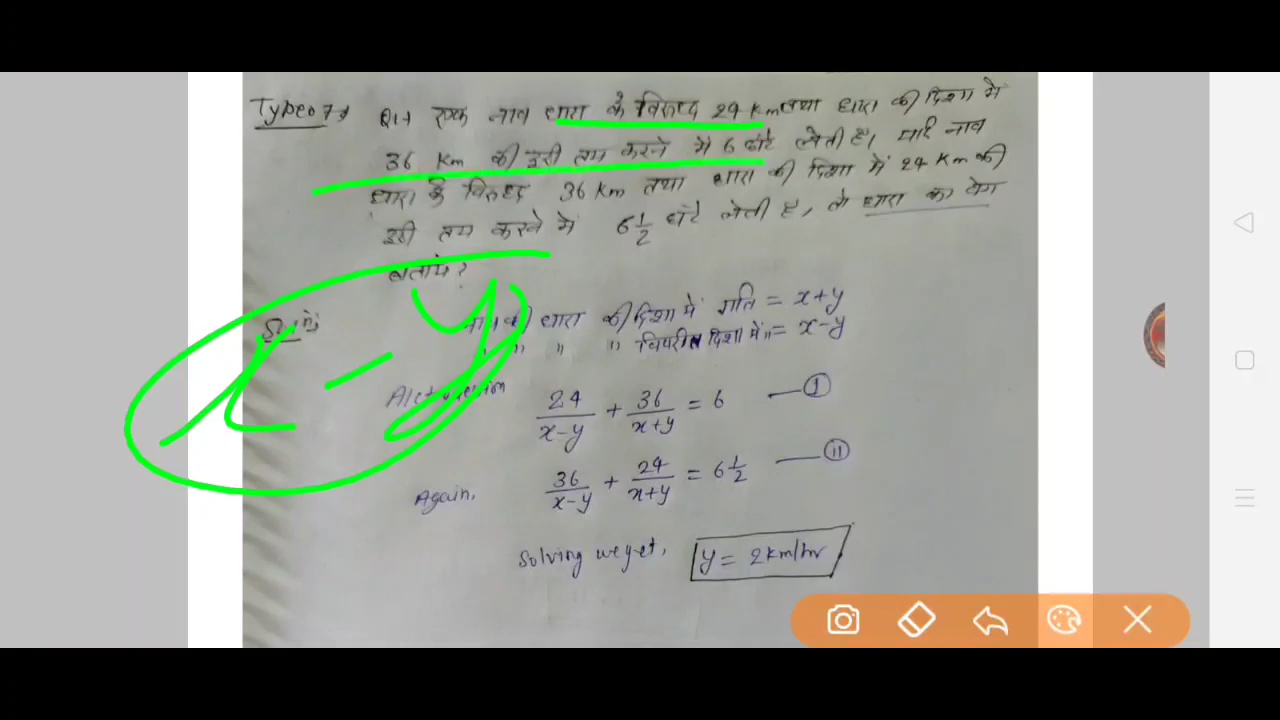 Type 07→ Q.1→ एक नाव धारा के विरुद्ध 24 Km तथा धारा की दिशा में
36 Km की दूरी तय करने में 6 घंटे लेती है। यदि नाव
धारा के विरुद्ध 36 Km तथा धारा की दिशा में 24 Km की
दूरी तय करने में 6 1/2 घंटे लेती है, तो धारा का वेग
बताये?
x - y
Soln: नाव की धारा की दिशा में गति = x+y
" " " " विपरीत दिशा में " = x-y
24/(x-y) + 36/(x+y) = 6 —(I)
Again, 36/(x-y) + 24/(x+y) = 6 1/2 —(II)
Solving we get, y = 2 km/hr